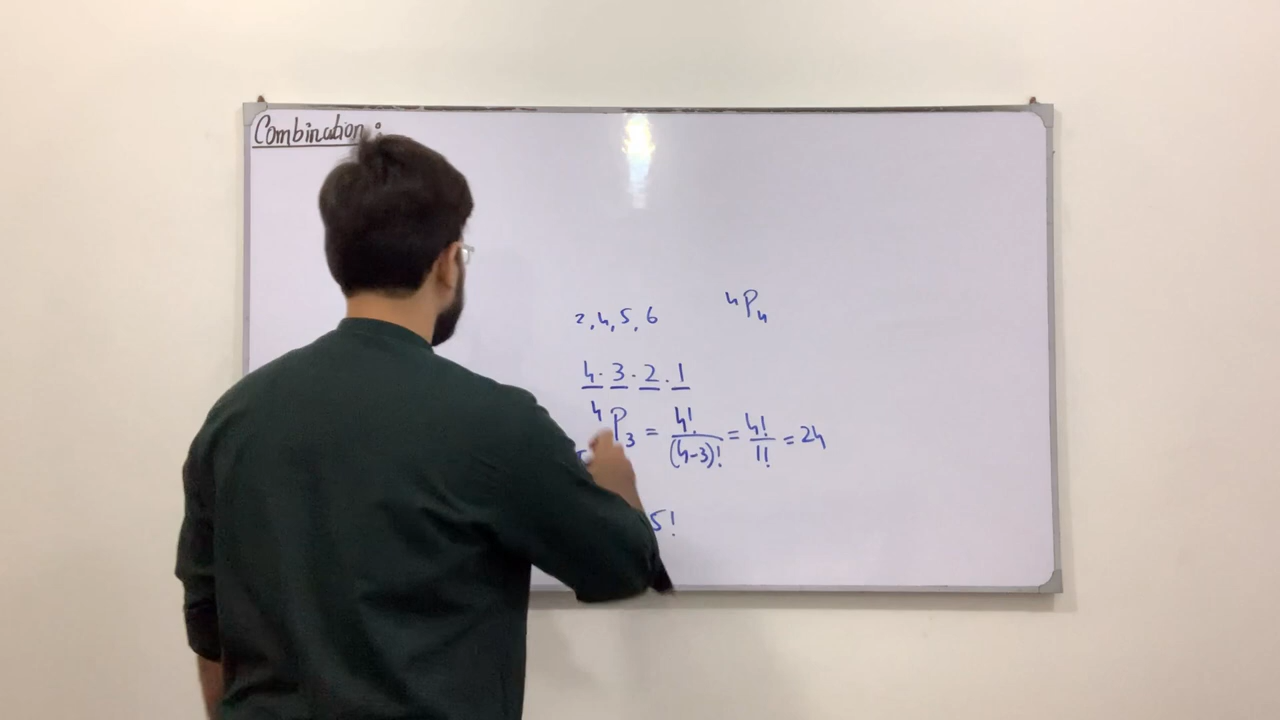 Combination :
2,4,5,6
⁴P₄
4 · 3 · 2 . 1
⁴P₃ = 4!/(4-3)! = 4!/1! = 24
5!